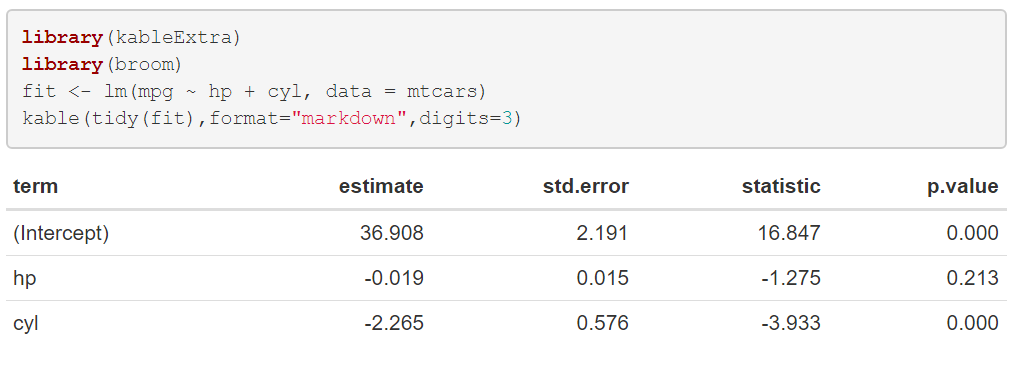 library(kableExtra)
library(broom)
fit <- lm(mpg ~ hp + cyl, data = mtcars)
kable(tidy(fit),format="markdown",digits=3)
term estimate std.error statistic p.value
(Intercept) 36.908 2.191 16.847 0.000
hp -0.019 0.015 -1.275 0.213
cyl -2.265 0.576 -3.933 0.000